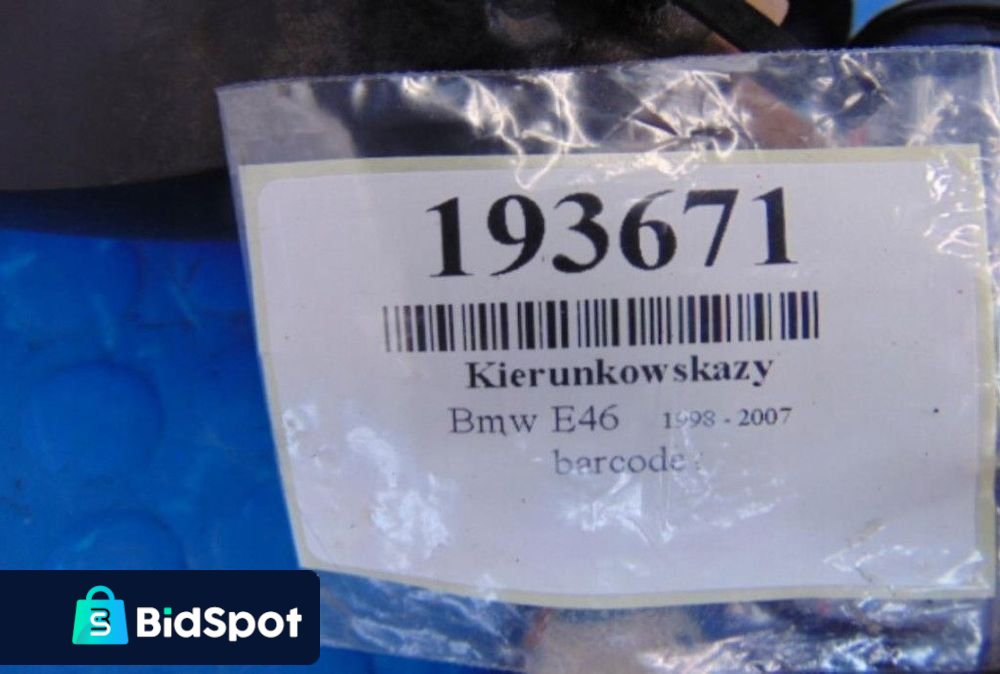 193671
Kierunkowskazy
Bmw E46 1998 - 2007
barcode :
BidSpot